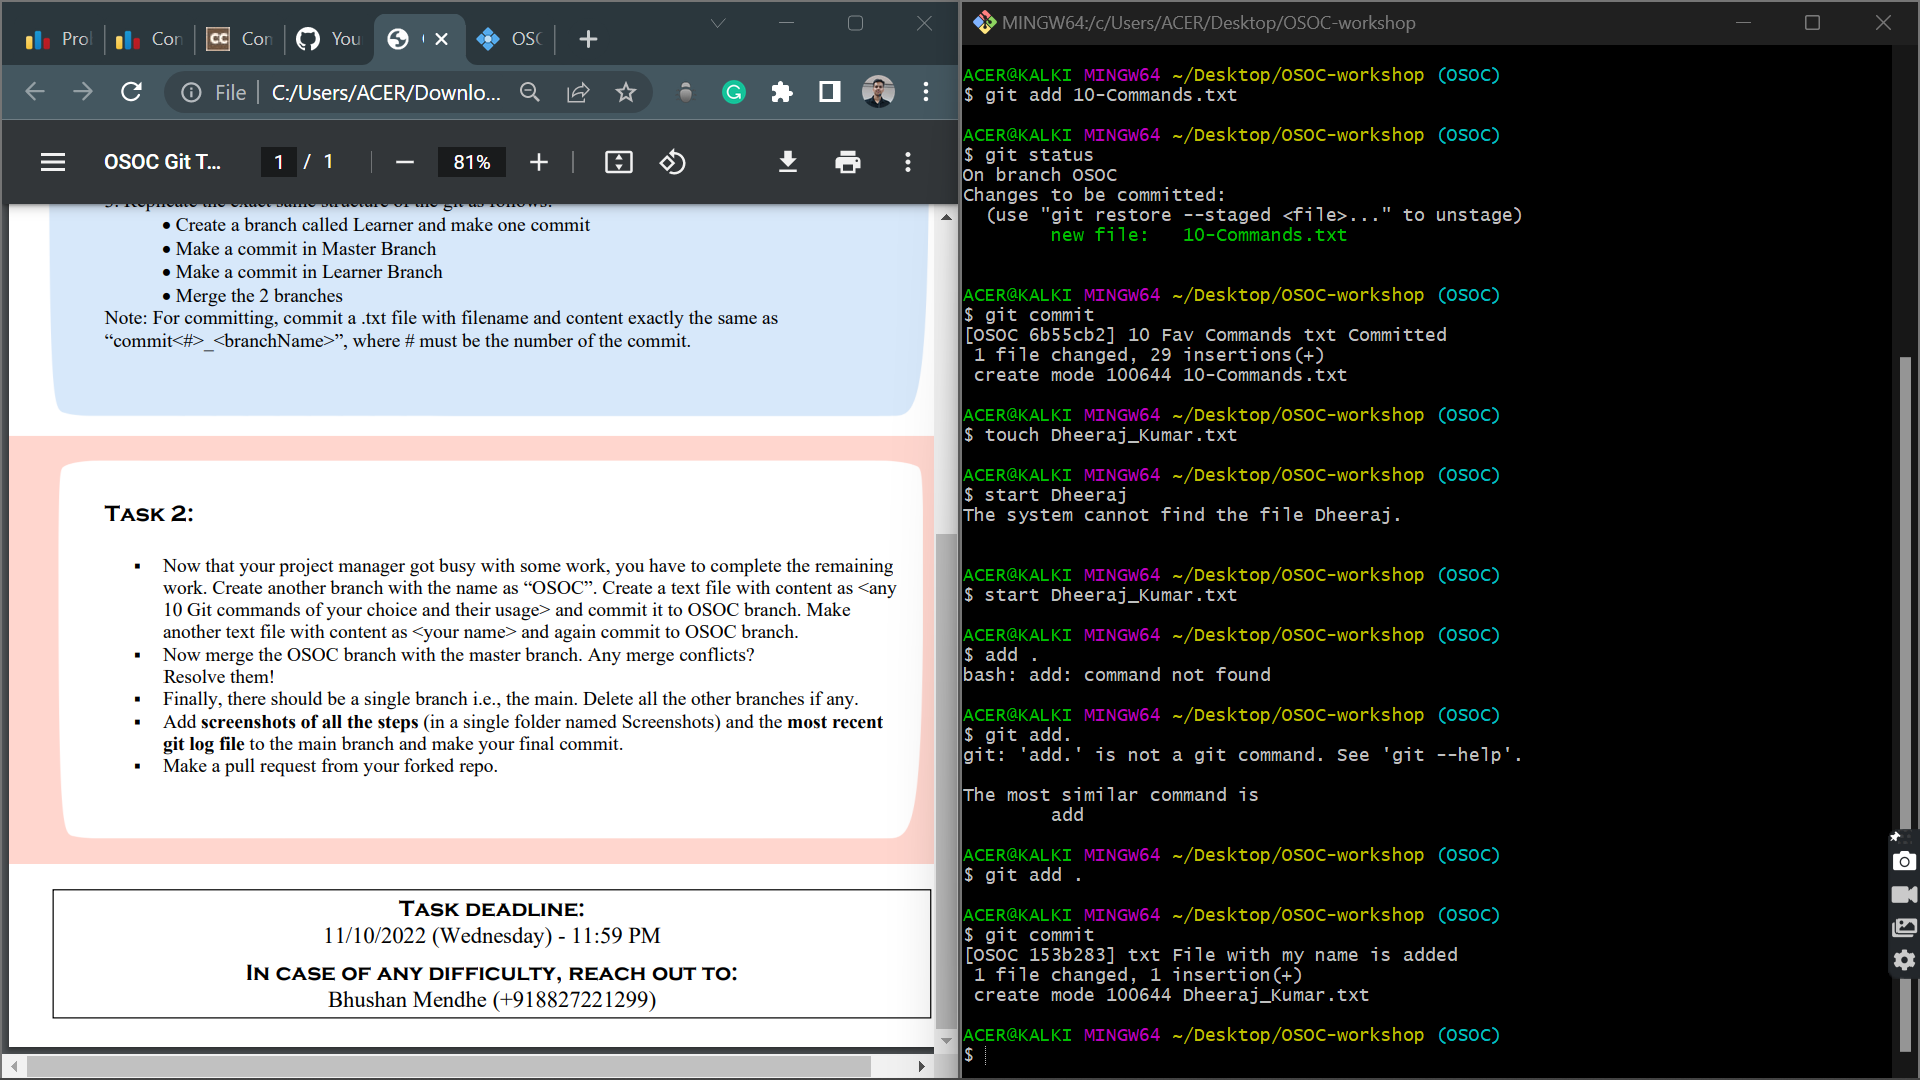 Pro
Con
CC
Con
You
OSC
File
C:/Users/ACER/Downlo...
OSOC Git T...
1 / 1
81%
3. Replicate the exact same structure of the git as follows:
• Create a branch called Learner and make one commit
• Make a commit in Master Branch
• Make a commit in Learner Branch
• Merge the 2 branches
Note: For committing, commit a .txt file with filename and content exactly the same as
“commit<#>_<branchName>”, where # must be the number of the commit.
TASK 2:
▪ Now that your project manager got busy with some work, you have to complete the remaining
work. Create another branch with the name as “OSOC”. Create a text file with content as <any
10 Git commands of your choice and their usage> and commit it to OSOC branch. Make
another text file with content as <your name> and again commit to OSOC branch.
▪ Now merge the OSOC branch with the master branch. Any merge conflicts?
Resolve them!
▪ Finally, there should be a single branch i.e., the main. Delete all the other branches if any.
▪ Add screenshots of all the steps (in a single folder named Screenshots) and the most recent
git log file to the main branch and make your final commit.
▪ Make a pull request from your forked repo.
TASK DEADLINE:
11/10/2022 (Wednesday) - 11:59 PM
IN CASE OF ANY DIFFICULTY, REACH OUT TO:
Bhushan Mendhe (+918827221299)
MINGW64:/c/Users/ACER/Desktop/OSOC-workshop
ACER@KALKI MINGW64 ~/Desktop/OSOC-workshop (OSOC)
$ git add 10-Commands.txt
ACER@KALKI MINGW64 ~/Desktop/OSOC-workshop (OSOC)
$ git status
On branch OSOC
Changes to be committed:
(use "git restore --staged <file>..." to unstage)
new file:   10-Commands.txt
ACER@KALKI MINGW64 ~/Desktop/OSOC-workshop (OSOC)
$ git commit
[OSOC 6b55cb2] 10 Fav Commands txt Committed
1 file changed, 29 insertions(+)
create mode 100644 10-Commands.txt
ACER@KALKI MINGW64 ~/Desktop/OSOC-workshop (OSOC)
$ touch Dheeraj_Kumar.txt
ACER@KALKI MINGW64 ~/Desktop/OSOC-workshop (OSOC)
$ start Dheeraj
The system cannot find the file Dheeraj.
ACER@KALKI MINGW64 ~/Desktop/OSOC-workshop (OSOC)
$ start Dheeraj_Kumar.txt
ACER@KALKI MINGW64 ~/Desktop/OSOC-workshop (OSOC)
$ add .
bash: add: command not found
ACER@KALKI MINGW64 ~/Desktop/OSOC-workshop (OSOC)
$ git add.
git: 'add.' is not a git command. See 'git --help'.
The most similar command is
add
ACER@KALKI MINGW64 ~/Desktop/OSOC-workshop (OSOC)
$ git add .
ACER@KALKI MINGW64 ~/Desktop/OSOC-workshop (OSOC)
$ git commit
[OSOC 153b283] txt File with my name is added
1 file changed, 1 insertion(+)
create mode 100644 Dheeraj_Kumar.txt
ACER@KALKI MINGW64 ~/Desktop/OSOC-workshop (OSOC)
$